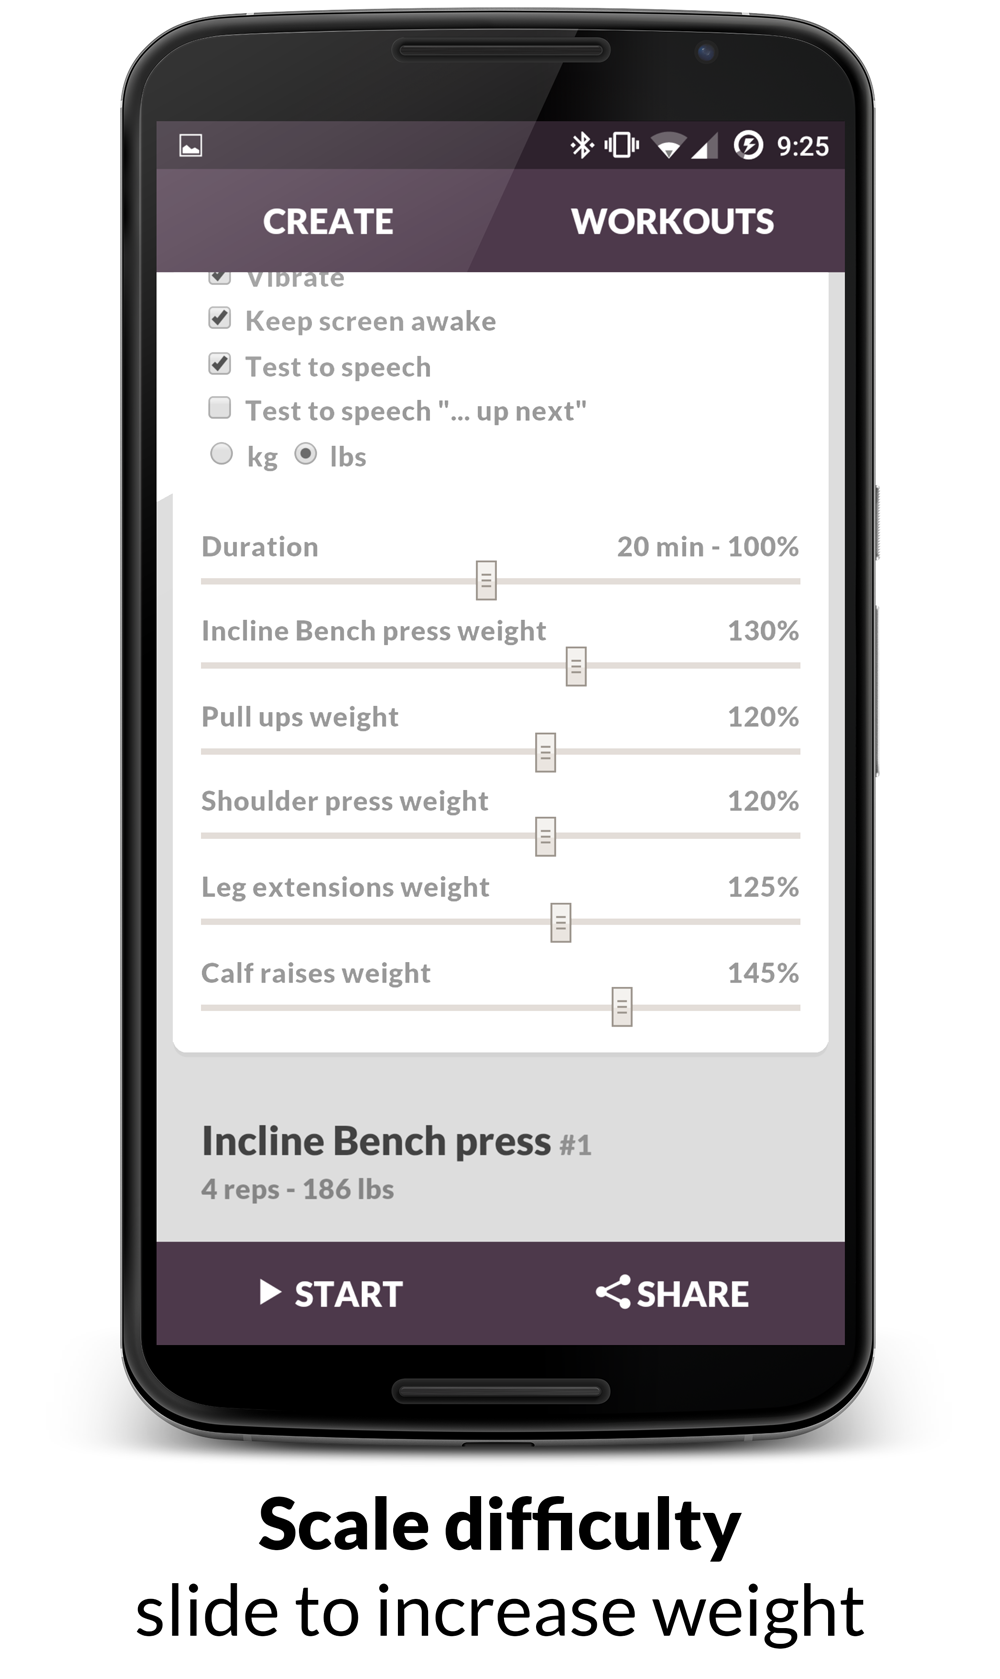 9:25
CREATE WORKOUTS
Vibrate
Keep screen awake
Test to speech
Test to speech "... up next"
kg lbs
Duration 20 min - 100%
Incline Bench press weight 130%
Pull ups weight 120%
Shoulder press weight 120%
Leg extensions weight 125%
Calf raises weight 145%
Incline Bench press #1
4 reps - 186 lbs
START SHARE
Scale difficulty
slide to increase weight